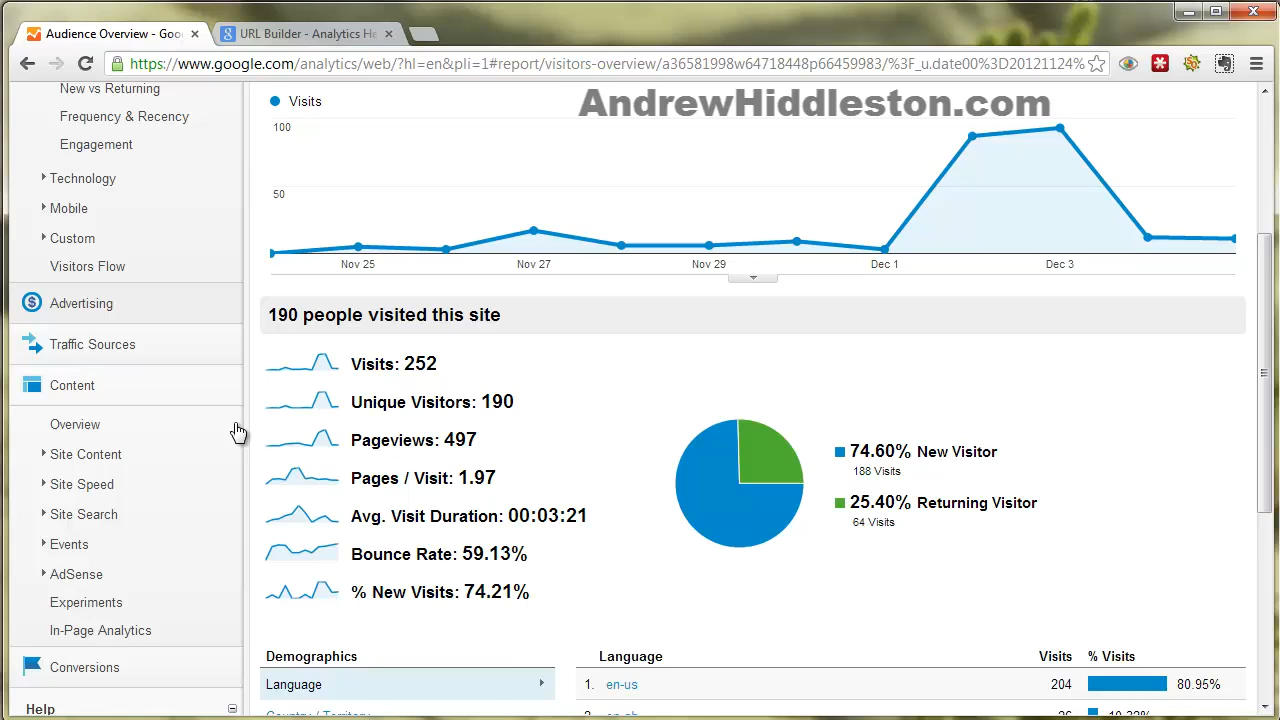 Audience Overview - Goo
URL Builder - Analytics He
https://www.google.com/analytics/web/?hl=en&pli=1#report/visitors-overview/a36581998w64718448p66459983/%3F_u.date00%3D20121124%
New vs Returning
Frequency & Recency
Engagement
Technology
Mobile
Custom
Visitors Flow
Advertising
Traffic Sources
Content
Overview
Site Content
Site Speed
Site Search
Events
AdSense
Experiments
In-Page Analytics
Conversions
Help
Visits
AndrewHiddleston.com
100
50
Nov 25
Nov 27
Nov 29
Dec 1
Dec 3
190 people visited this site
Visits: 252
Unique Visitors: 190
Pageviews: 497
Pages / Visit: 1.97
Avg. Visit Duration: 00:03:21
Bounce Rate: 59.13%
% New Visits: 74.21%
74.60% New Visitor
188 Visits
25.40% Returning Visitor
64 Visits
Demographics
Language
Language Visits % Visits
1. en-us 204 80.95%